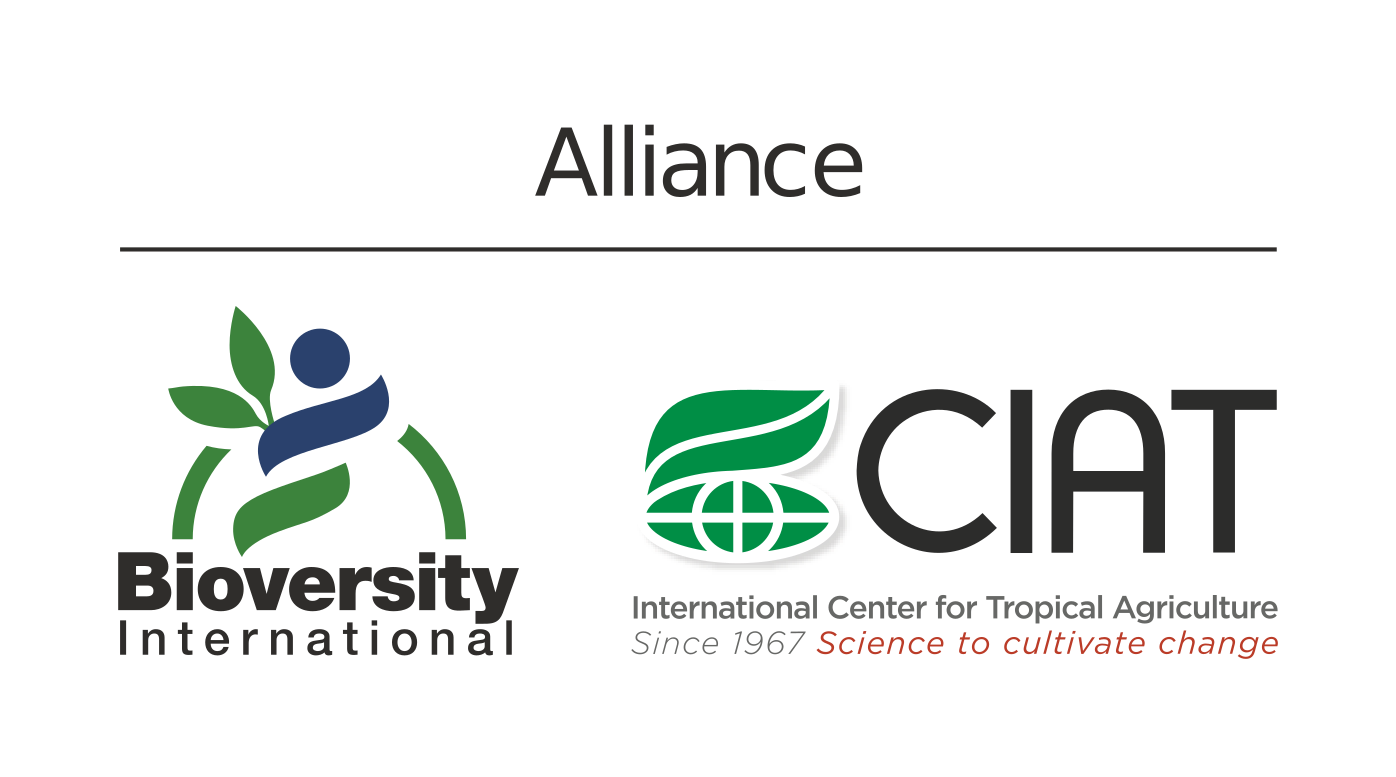 Alliance
Bioversity
International
CIAT
International Center for Tropical Agriculture
Since 1967 Science to cultivate change